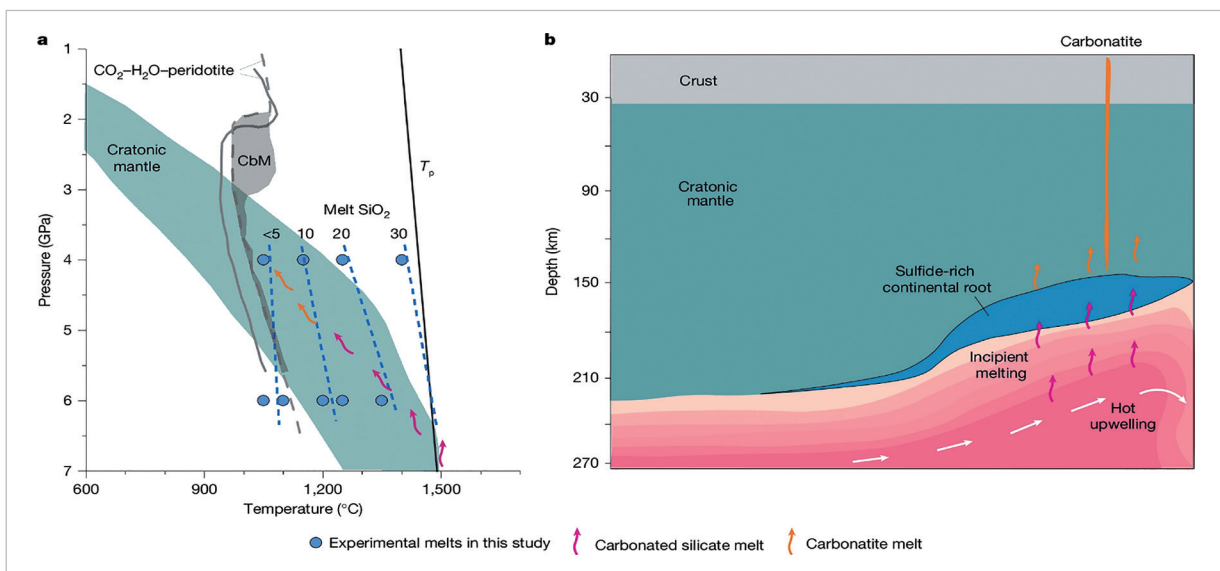 a
1
2
3
4
5
6
7
Pressure (GPa)
600
900
1,200
1,500
Temperature (°C)
CO2–H2O–peridotite
CbM
Cratonic
mantle
Tp
Melt SiO2
<5
10
20
30
b
Carbonatite
Crust
30
90
150
210
270
Depth (km)
Cratonic
mantle
Sulfide-rich
continental root
Incipient
melting
Hot
upwelling
Experimental melts in this study
Carbonated silicate melt
Carbonatite melt